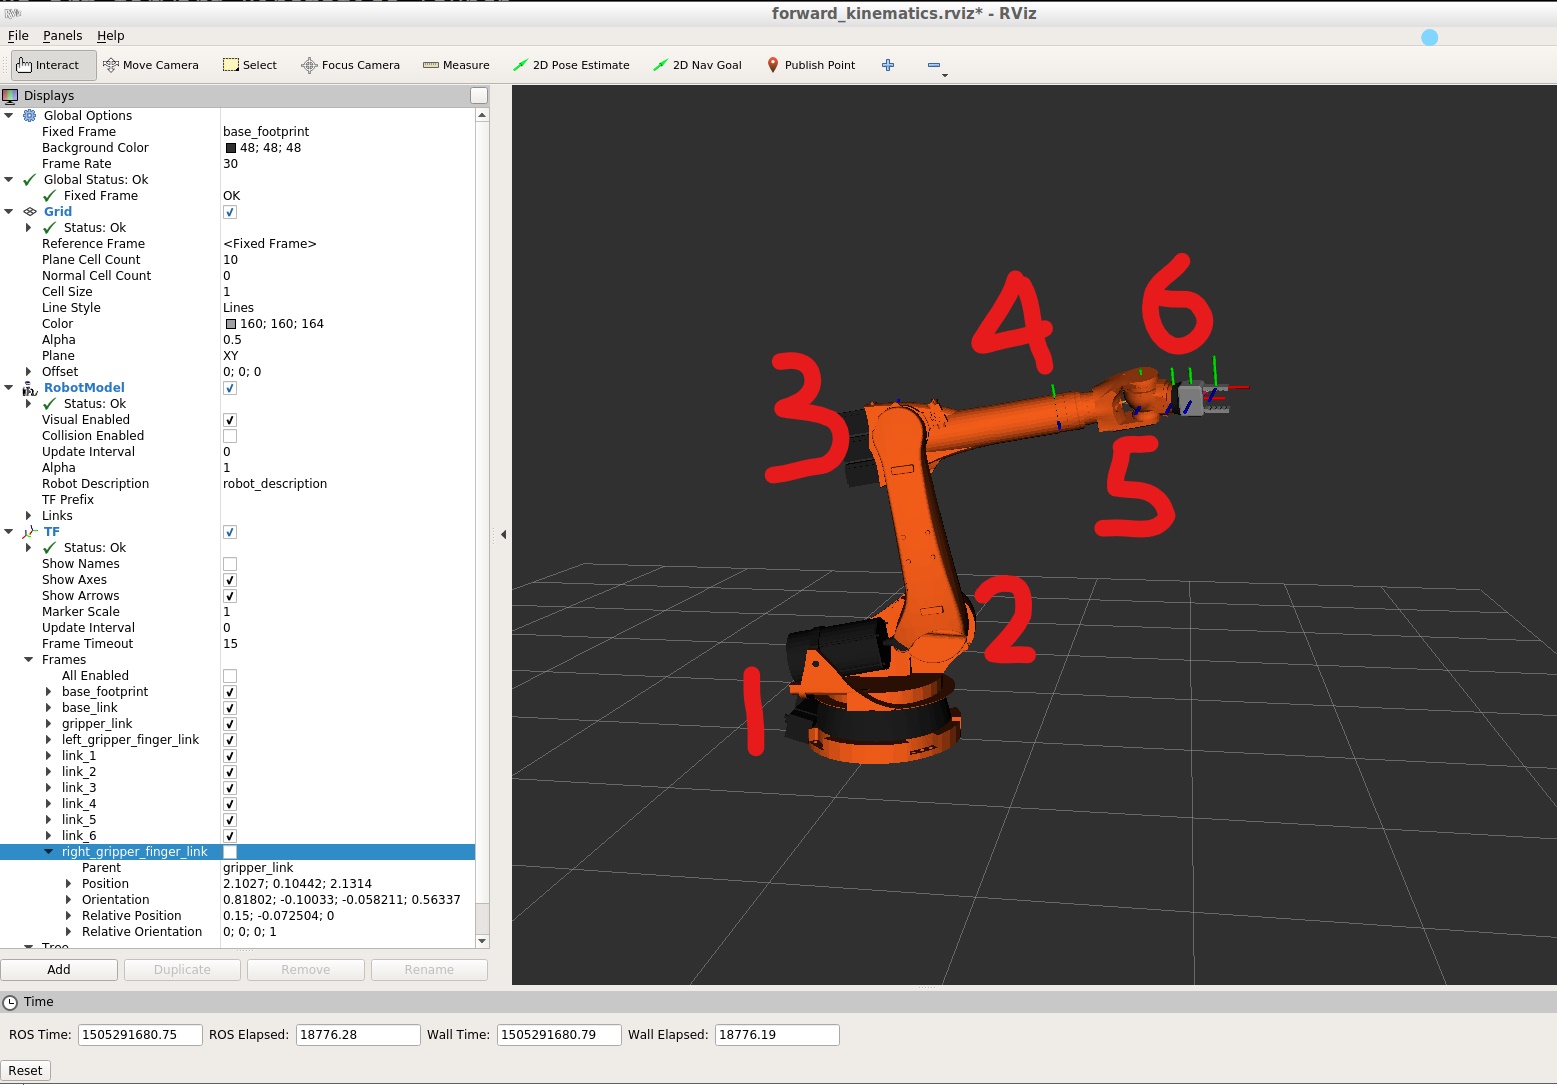 forward_kinematics.rviz* - RViz
File Panels Help
Interact Move Camera Select Focus Camera Measure 2D Pose Estimate 2D Nav Goal Publish Point
Displays
Global Options
Fixed Frame base_footprint
Background Color 48; 48; 48
Frame Rate 30
Global Status: Ok
Fixed Frame OK
Grid
Status: Ok
Reference Frame <Fixed Frame>
Plane Cell Count 10
Normal Cell Count 0
Cell Size 1
Line Style Lines
Color 160; 160; 164
Alpha 0.5
Plane XY
Offset 0; 0; 0
RobotModel
Status: Ok
Visual Enabled
Collision Enabled
Update Interval 0
Alpha 1
Robot Description robot_description
TF Prefix
Links
TF
Status: Ok
Show Names
Show Axes
Show Arrows
Marker Scale 1
Update Interval 0
Frame Timeout 15
Frames
All Enabled
base_footprint
base_link
gripper_link
left_gripper_finger_link
link_1
link_2
link_3
link_4
link_5
link_6
right_gripper_finger_link
Parent gripper_link
Position 2.1027; 0.10442; 2.1314
Orientation 0.81802; -0.10033; -0.058211; 0.56337
Relative Position 0.15; -0.072504; 0
Relative Orientation 0; 0; 0; 1
Tree
Add Duplicate Remove Rename
6
4
3
5
2
1
Time
ROS Time: 1505291680.75 ROS Elapsed: 18776.28 Wall Time: 1505291680.79 Wall Elapsed: 18776.19
Reset